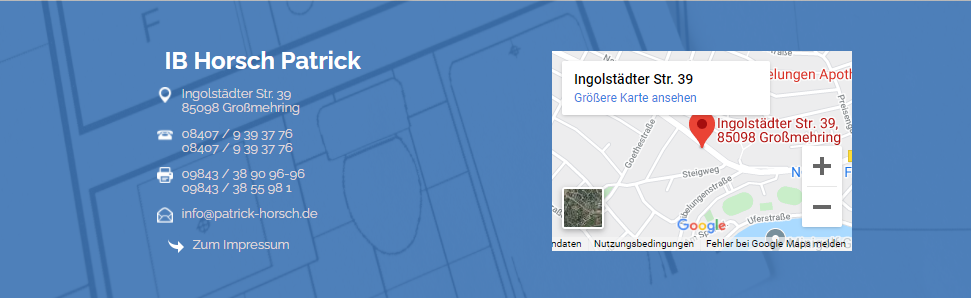 IB Horsch Patrick
Ingolstädter Str. 39
85098 Großmehring
08407 / 9 39 37 76
08407 / 9 39 37 76
09843 / 38 90 96-96
09843 / 38 55 98 1
info@patrick-horsch.de
Zum Impressum
F
Ingolstädter Str. 39
Größere Karte ansehen
elungen Apoth
Preiseng
Ingolstädter Str. 39,
85098 Großmehring
Goethestraße
Steigweg
belungenstraße
Uferstraße
Google
ndaten
Nutzungsbedingungen
Fehler bei Google Maps melden